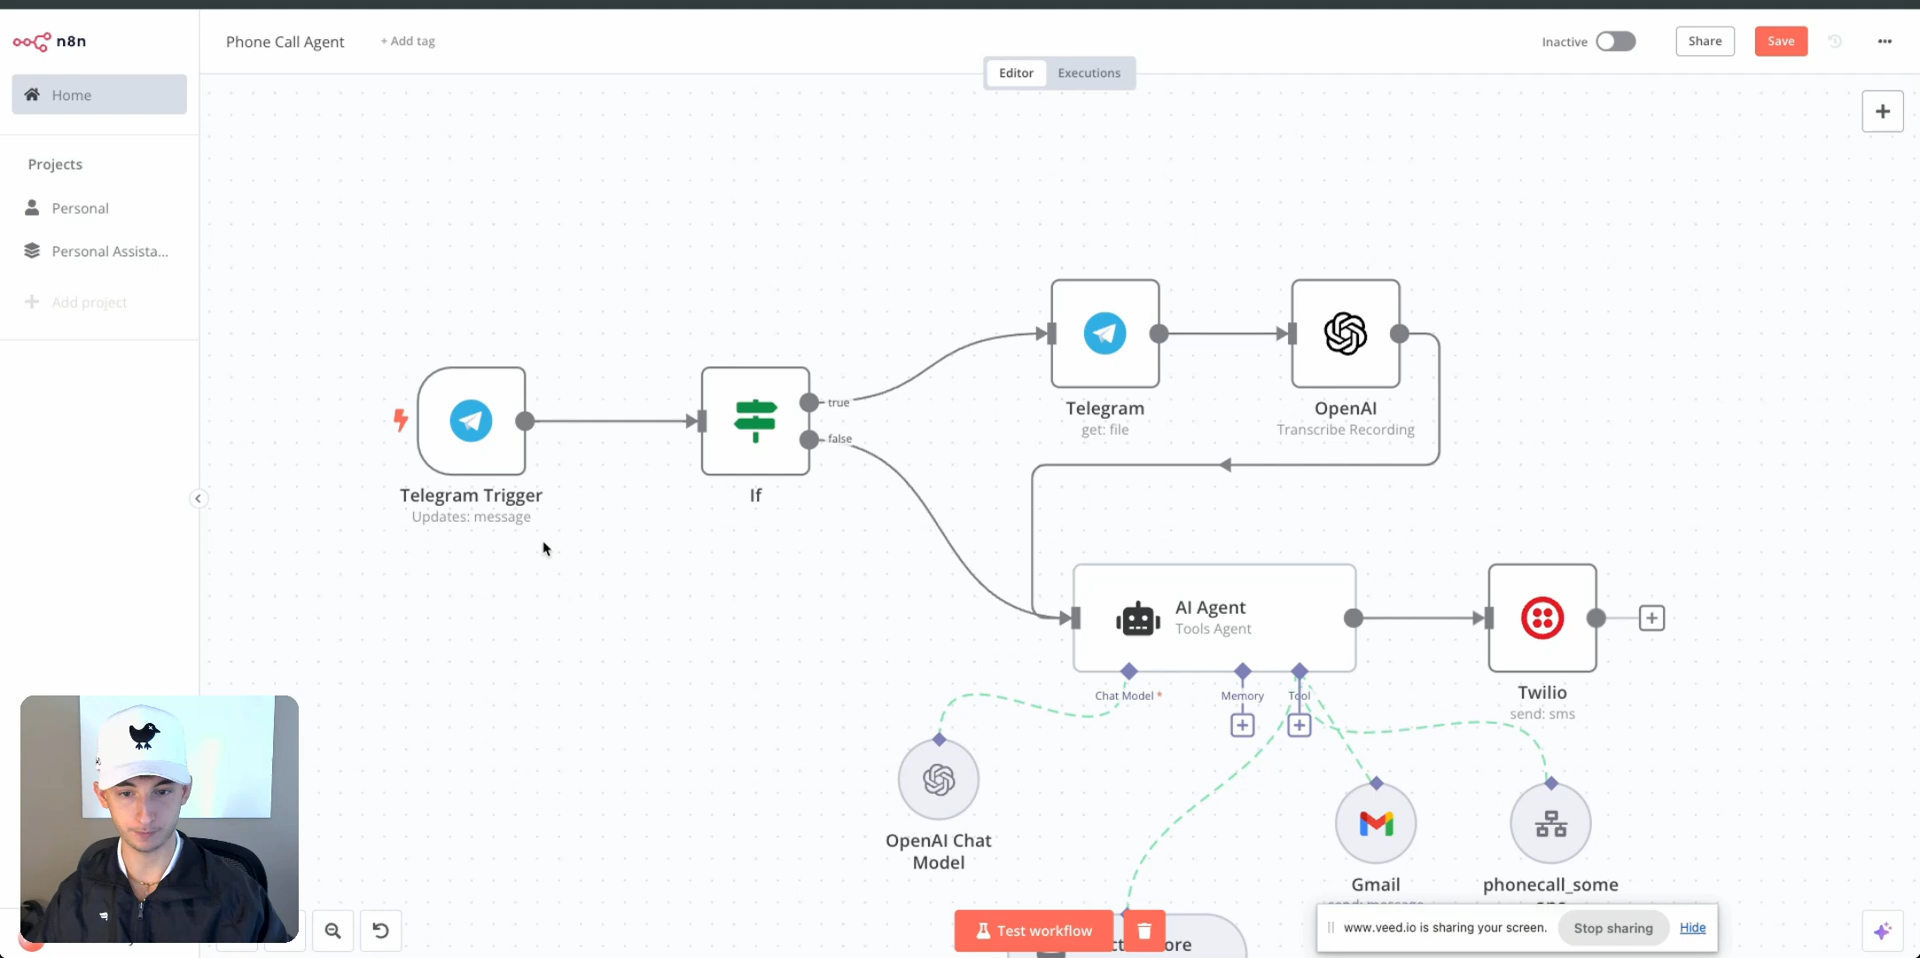 n8n
Phone Call Agent
+ Add tag
Inactive
Share
Save
Editor
Executions
Home
Projects
Personal
Personal Assista...
Add project
true
false
Telegram Trigger
Updates: message
If
Telegram
get: file
OpenAI
Transcribe Recording
AI Agent
Tools Agent
Chat Model *
Memory
Tool
Twilio
send: sms
OpenAI Chat
Model
Gmail
phonecall_some
Test workflow
www.veed.io is sharing your screen.
Stop sharing
Hide